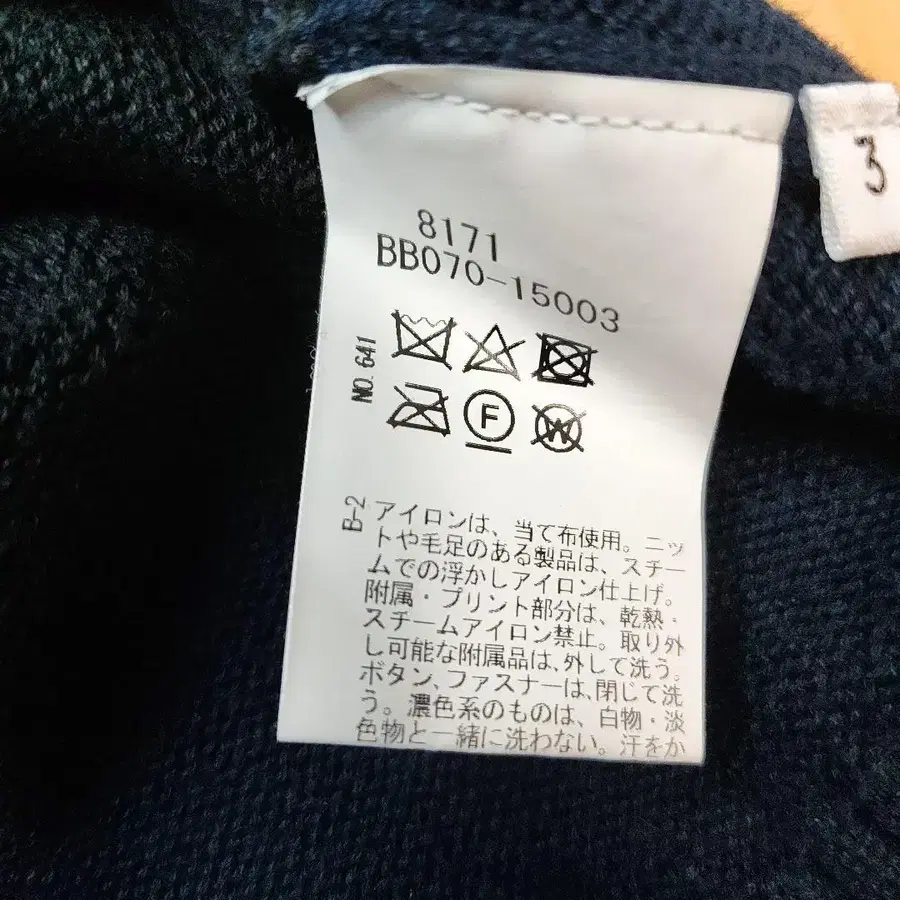 3
8171
BB070-15003
NO. 641
F
W
B-2
アイロンは、当て布使用。ニッ
トや毛足のある製品は、スチー
ムでの浮かしアイロン仕上げ。
附属・プリント部分は、乾熱・
スチームアイロン禁止。取り外
し可能な附属品は、外して洗う。
ボタン、ファスナーは、閉じて洗
う。濃色系のものは、白物・淡
色物と一緒に洗わない。汗をか